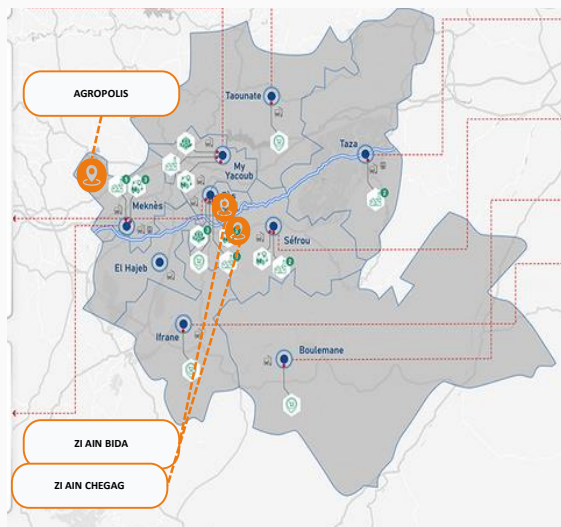 AGROPOLIS
Taounate
Taza
My
Yacoub
Meknès
Séfrou
El Hajeb
Ifrane
Boulemane
ZI AIN BIDA
ZI AIN CHEGAG